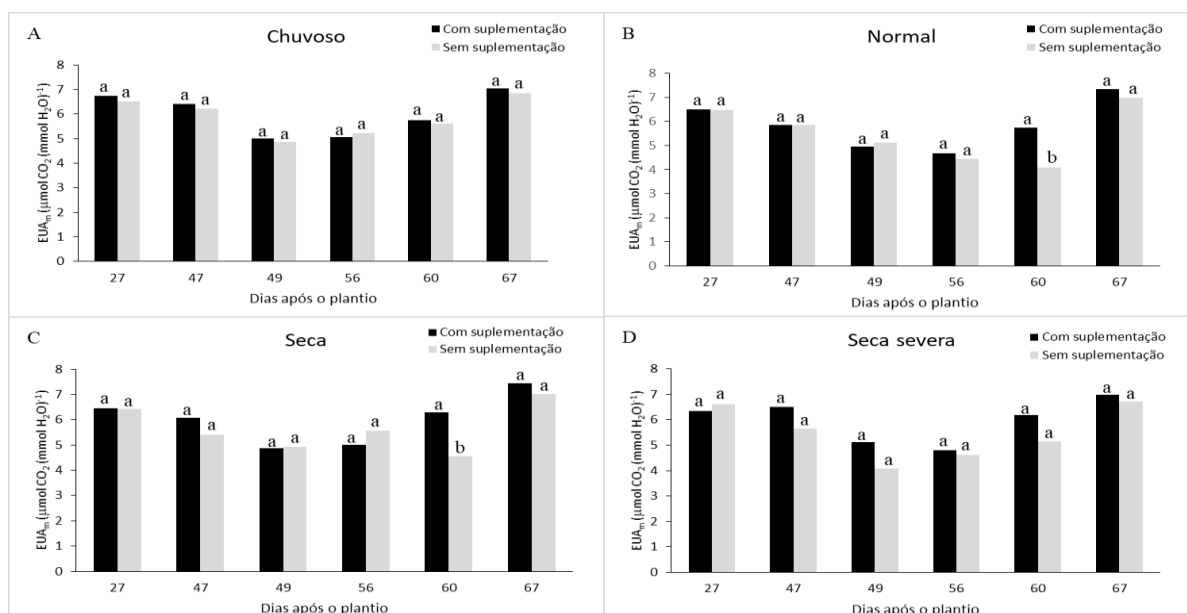 A
Chuvoso
Com suplementação
Sem suplementação
EUAm (µmol CO2 (mmol H2O)-1)
8
7
6
5
4
3
2
1
0
a a a a a a a a a a a a
27 47 49 56 60 67
Dias após o plantio
B
Normal
Com suplementação
Sem suplementação
EUAm (µmol CO2 (mmol H2O)-1)
8
7
6
5
4
3
2
1
0
a a a a a a a a a b a a
27 47 49 56 60 67
Dias após o plantio
C
Seca
Com suplementação
Sem suplementação
EUAm (µmol CO2 (mmol H2O)-1)
8
7
6
5
4
3
2
1
0
a a a a a a a a a b a a
27 47 49 56 60 67
Dias após o plantio
D
Seca severa
Com suplementação
Sem suplementação
EUAm (µmol CO2 (mmol H2O)-1)
8
7
6
5
4
3
2
1
0
a a a a a a a a a a a a
27 47 49 56 60 67
Dias após o plantio